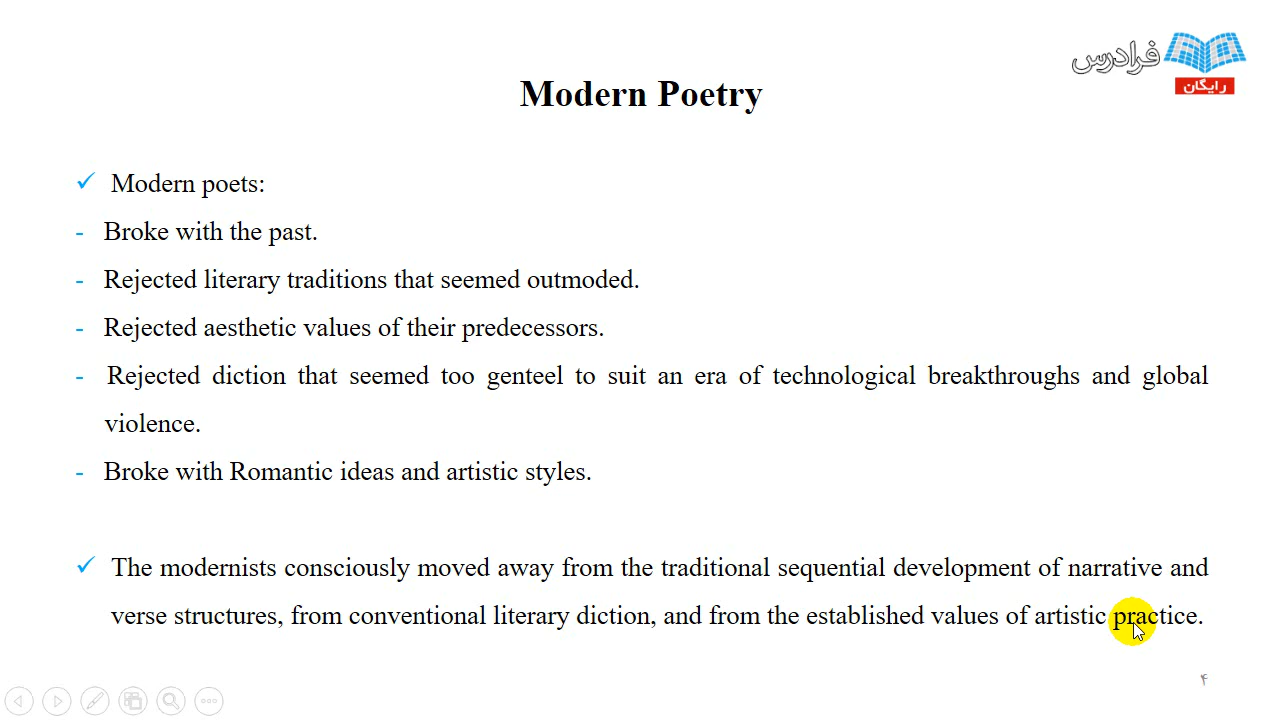 فرادرس
رایگان
Modern Poetry
✓ Modern poets:
- Broke with the past.
- Rejected literary traditions that seemed outmoded.
- Rejected aesthetic values of their predecessors.
- Rejected diction that seemed too genteel to suit an era of technological breakthroughs and global
violence.
- Broke with Romantic ideas and artistic styles.
✓ The modernists consciously moved away from the traditional sequential development of narrative and
verse structures, from conventional literary diction, and from the established values of artistic practice.
۴